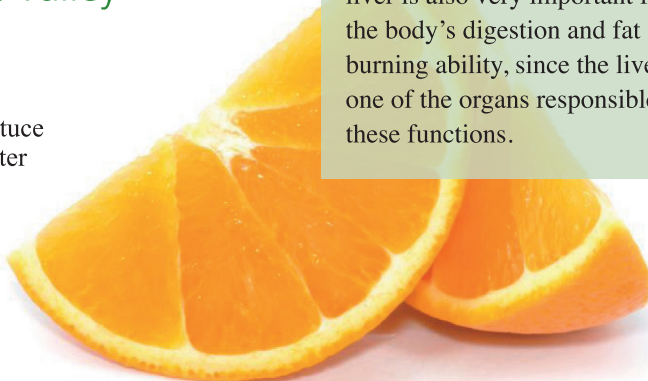 tuce
ter
liver is also very important
the body's digestion and fat
burning ability, since the live
one of the organs responsible
these functions.